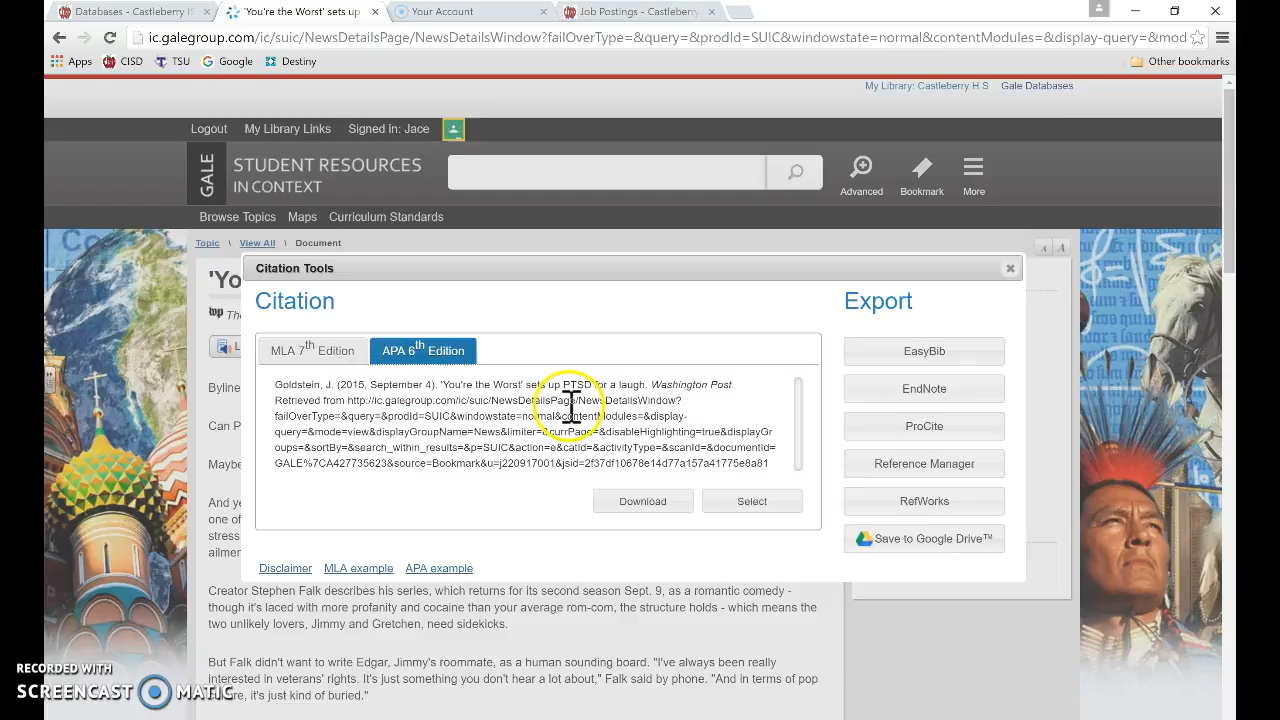 Databases - Castleberry IS
'You're the Worst' sets up
Your Account
Job Postings - Castleberry
ic.galegroup.com/ic/suic/NewsDetailsPage/NewsDetailsWindow?failOverType=&query=&prodId=SUIC&windowstate=normal&contentModules=&display-query=&mod
Apps CISD TSU Google Destiny Other bookmarks
My Library: Castleberry H S Gale Databases
Logout My Library Links Signed in: Jace
GALE STUDENT RESOURCES
IN CONTEXT
Advanced Bookmark More
Browse Topics Maps Curriculum Standards
Topic \ View All \ Document A A
'Yo
wp The
L
Citation Tools
Citation
Export
MLA 7th Edition APA 6th Edition
Goldstein, J. (2015, September 4). 'You're the Worst' sets up PTSD for a laugh. Washington Post.
Retrieved from http://ic.galegroup.com/ic/suic/NewsDetailsPage/NewsDetailsWindow?
failOverType=&query=&prodId=SUIC&windowstate=normal&contentModules=&display-
query=&mode=view&displayGroupName=News&limiter=&currPage=&disableHighlighting=true&displayGr
oups=&sortBy=&search_within_results=&p=SUIC&action=e&catId=&activityType=&scanId=&documentId=
GALE%7CA427735623&source=Bookmark&u=j220917001&jsid=2f37df10678e14d77a157a41775e8a81
Download Select
Disclaimer MLA example APA example
EasyBib
EndNote
ProCite
Reference Manager
RefWorks
Save to Google Drive™
Byline
Can P
Maybe
And ye
one of
stress
ailmen
Creator Stephen Falk describes his series, which returns for its second season Sept. 9, as a romantic comedy -
though it's laced with more profanity and cocaine than your average rom-com, the structure holds - which means the
two unlikely lovers, Jimmy and Gretchen, need sidekicks.
But Falk didn't want to write Edgar, Jimmy's roommate, as a human sounding board. "I've always been really
interested in veterans' rights. It's just something you don't hear a lot about," Falk said by phone. "And in terms of pop
re, it's just kind of buried."
RECORDED WITH
SCREENCAST MATIC